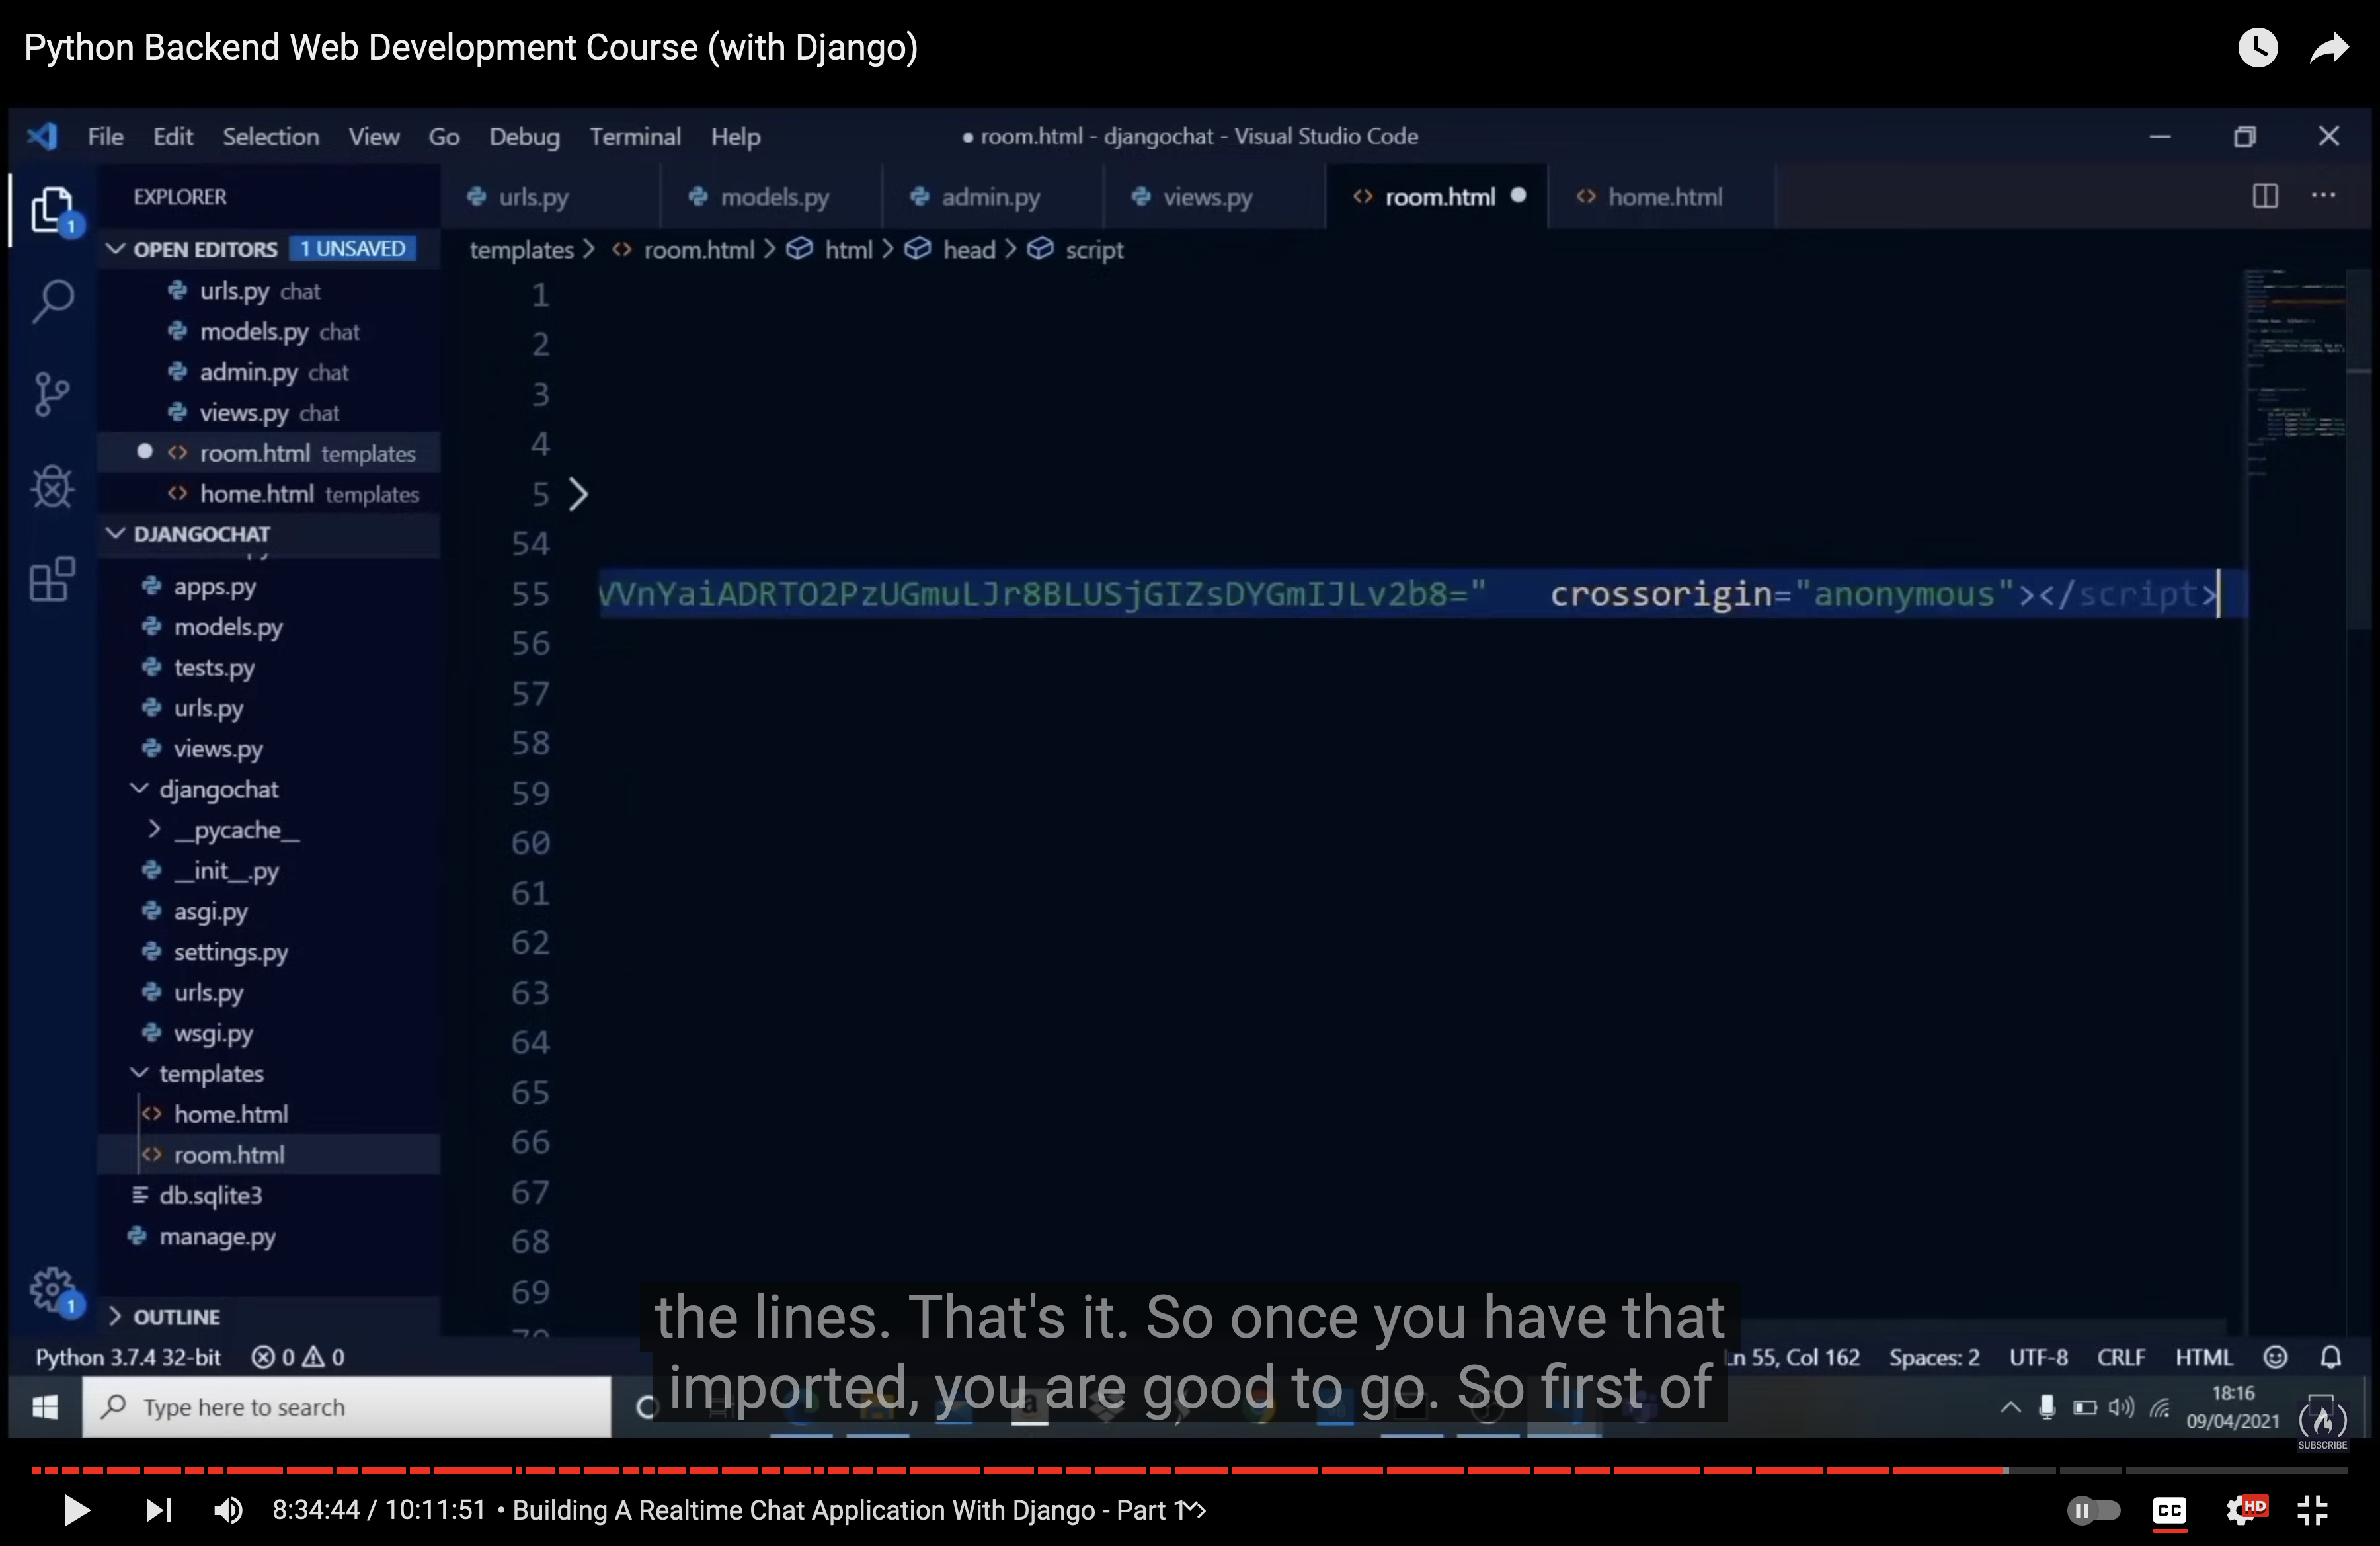 Python Backend Web Development Course (with Django)
File Edit Selection View Go Debug Terminal Help
● room.html - djangochat - Visual Studio Code
EXPLORER
urls.py
models.py
admin.py
views.py
room.html
home.html
OPEN EDITORS 1 UNSAVED
urls.py chat
models.py chat
admin.py chat
views.py chat
room.html templates
home.html templates
DJANGOCHAT
apps.py
models.py
tests.py
urls.py
views.py
djangochat
__pycache__
__init__.py
asgi.py
settings.py
urls.py
wsgi.py
templates
home.html
room.html
db.sqlite3
manage.py
OUTLINE
templates > room.html > html > head > script
1
2
3
4
5
54
55 VnYaiADRTO2PzUGmuLJr8BLUSjGIZsDYGmIJLv2b8=" crossorigin="anonymous"></script>
56
57
58
59
60
61
62
63
64
65
66
67
68
69
70
the lines. That's it. So once you have that
imported, you are good to go. So first of
Python 3.7.4 32-bit 0 0
Ln 55, Col 162 Spaces: 2 UTF-8 CRLF HTML
1
1
Type here to search
18:16
09/04/2021
SUBSCRIBE
8:34:44 / 10:11:51 • Building A Realtime Chat Application With Django - Part 1
CC
HD